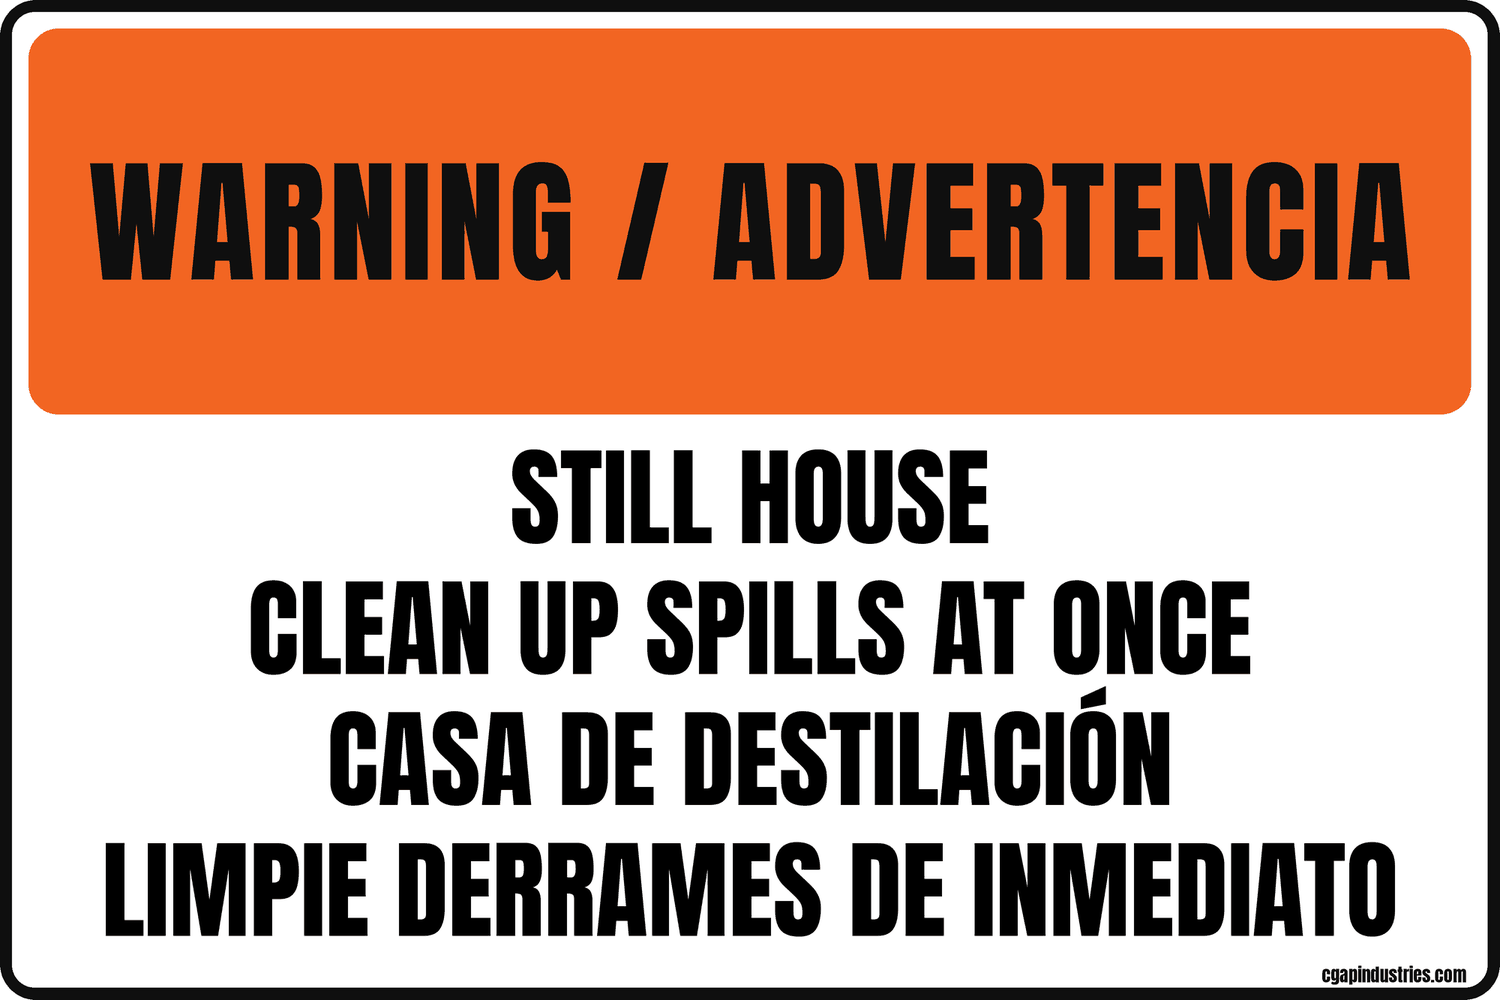 WARNING / ADVERTENCIA
STILL HOUSE
CLEAN UP SPILLS AT ONCE
CASA DE DESTILACIÓN
LIMPIE DERRAMES DE INMEDIATO
cgapindustries.com